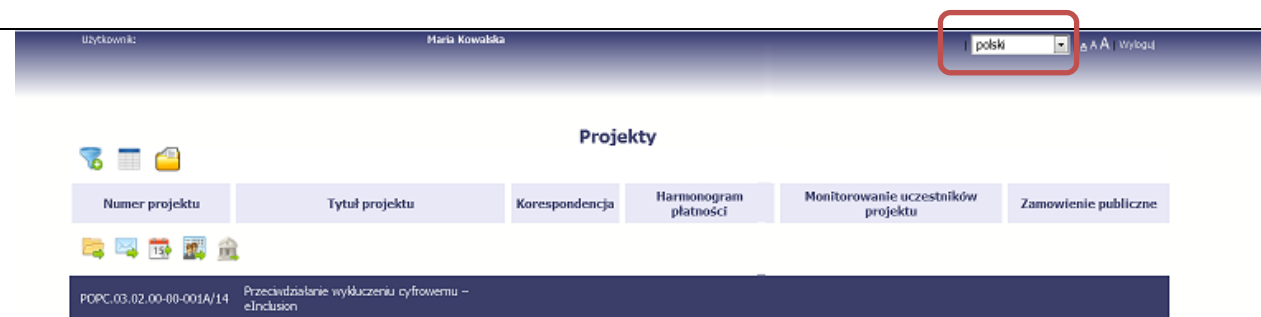 Użytkownik: Maria Kowalska | polski A A A | Wyloguj
Projekty
Numer projektu Tytuł projektu Korespondencja Harmonogram płatności Monitorowanie uczestników projektu Zamowienie publiczne
15
POPC.03.02.00-00-001A/14 Przeciwdziałanie wykluczeniu cyfrowemu –
eInclusion